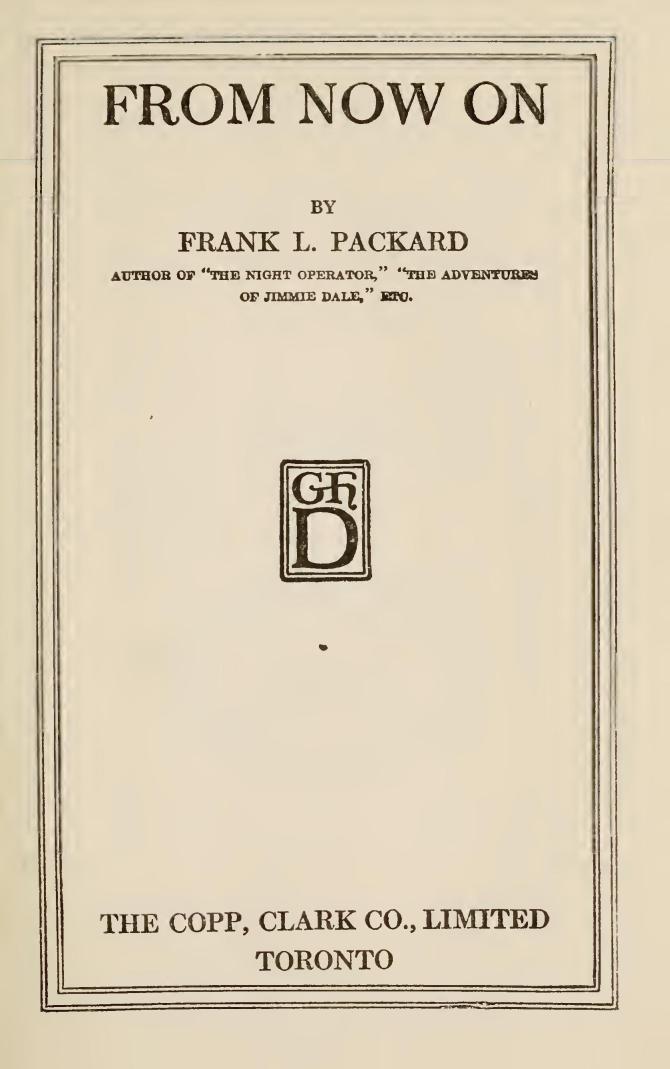 FROM NOW ON
BY
FRANK L. PACKARD
AUTHOR OF "THE NIGHT OPERATOR," "THE ADVENTURES
OF JIMMIE DALE," ETC.
GH
D
THE COPP, CLARK CO., LIMITED
TORONTO